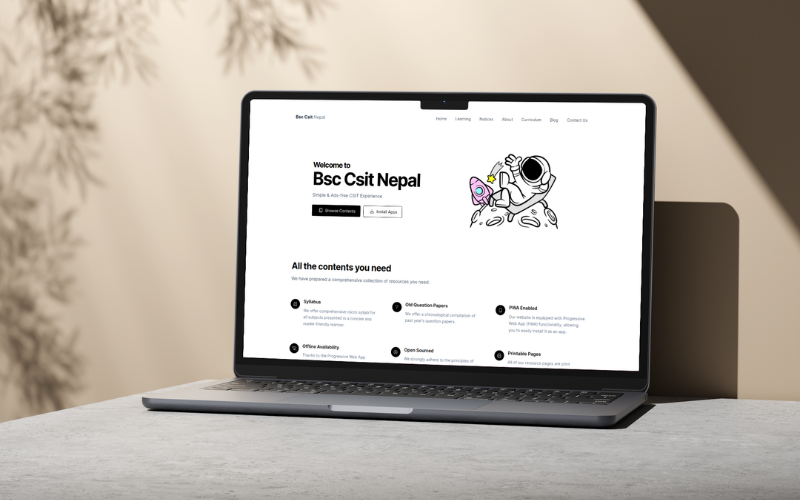 Bsc Csit Nepal
Home Learning Notices About Curriculum Blog Contact Us
Welcome to
Bsc Csit Nepal
Simple & Ads-free CSIT Experience
Browse Contents
Install Apps
All the contents you need
We have prepared a comprehensive collection of resources you need
Syllabus
We offer comprehensive micro syllabi for
all subjects presented in a concise and
reader-friendly manner.
Old Question Papers
We offer a chronological compilation of
past year's question papers.
PWA Enabled
Our website is equipped with Progressive
Web App (PWA) functionality, allowing
you to easily install it as an app.
Offline Availability
Thanks to the Progressive Web App
Open Sourced
We strongly adhere to the principles of
Printable Pages
All of our resource pages are